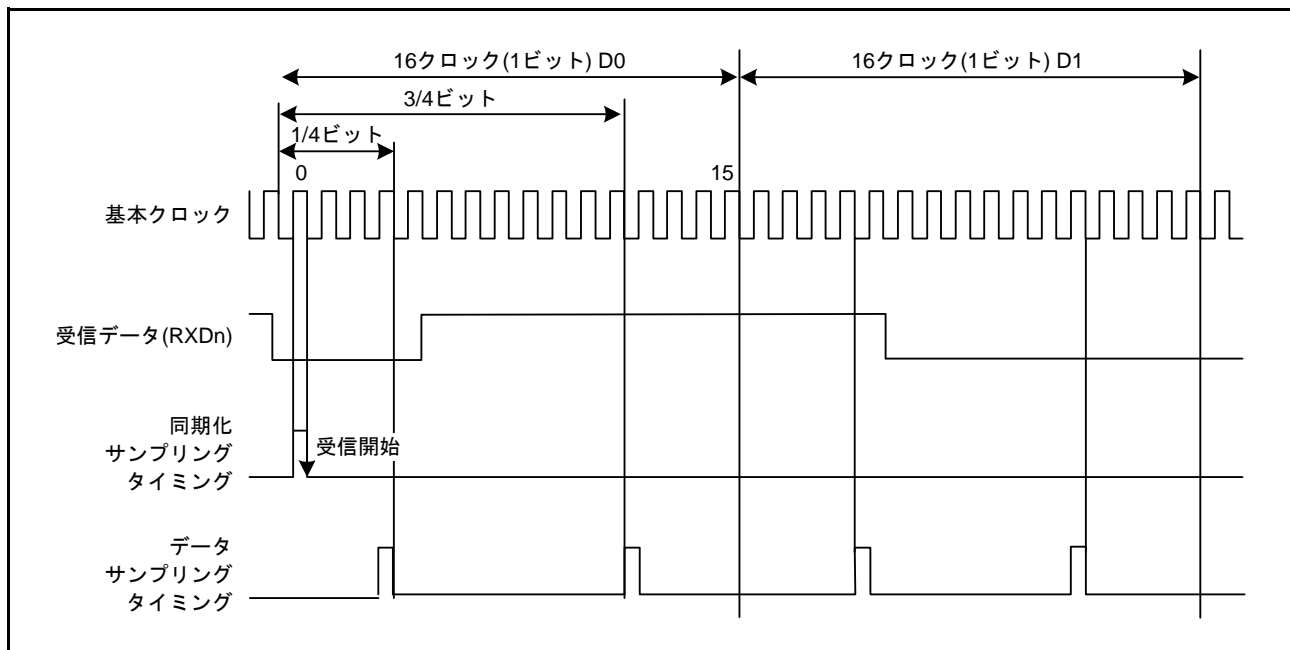 16クロック(1ビット) D0
16クロック(1ビット) D1
3/4ビット
1/4ビット
0
15
基本クロック
受信データ(RXDn)
同期化
サンプリング
タイミング
受信開始
データ
サンプリング
タイミング